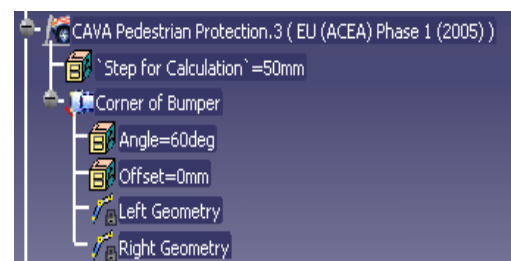 CAVA Pedestrian Protection.3 ( EU (ACEA) Phase 1 (2005) )
`Step for Calculation`=50mm
Corner of Bumper
Angle=60deg
Offset=0mm
Left Geometry
Right Geometry